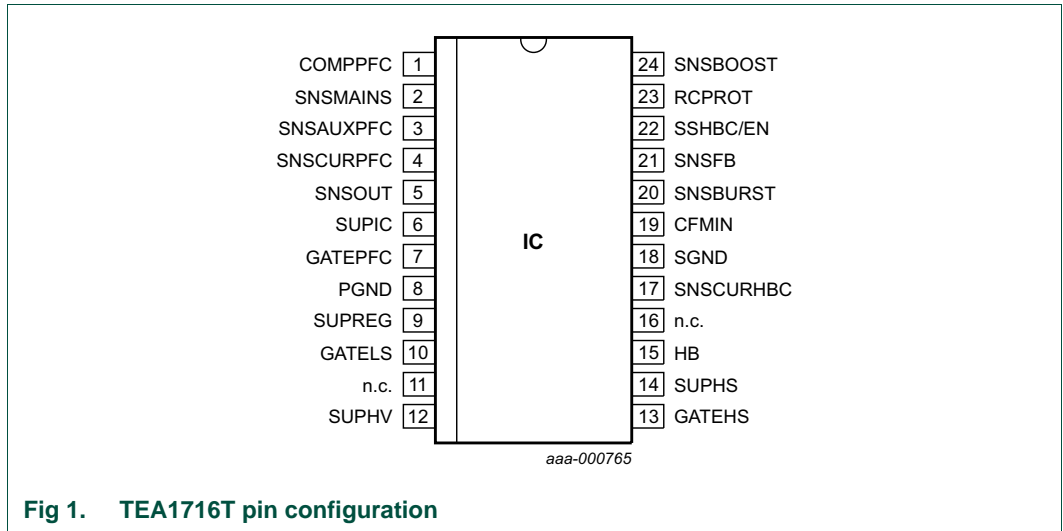 COMPPFC 1 24 SNSBOOST
SNSMAINS 2 23 RCPROT
SNSAUXPFC 3 22 SSHBC/EN
SNSCURPFC 4 21 SNSFB
SNSOUT 5 20 SNSBURST
SUPIC 6 19 CFMIN
IC
GATEPFC 7 18 SGND
PGND 8 17 SNSCURHBC
SUPREG 9 16 n.c.
GATELS 10 15 HB
n.c. 11 14 SUPHS
SUPHV 12 13 GATEHS
aaa-000765
Fig 1. TEA1716T pin configuration